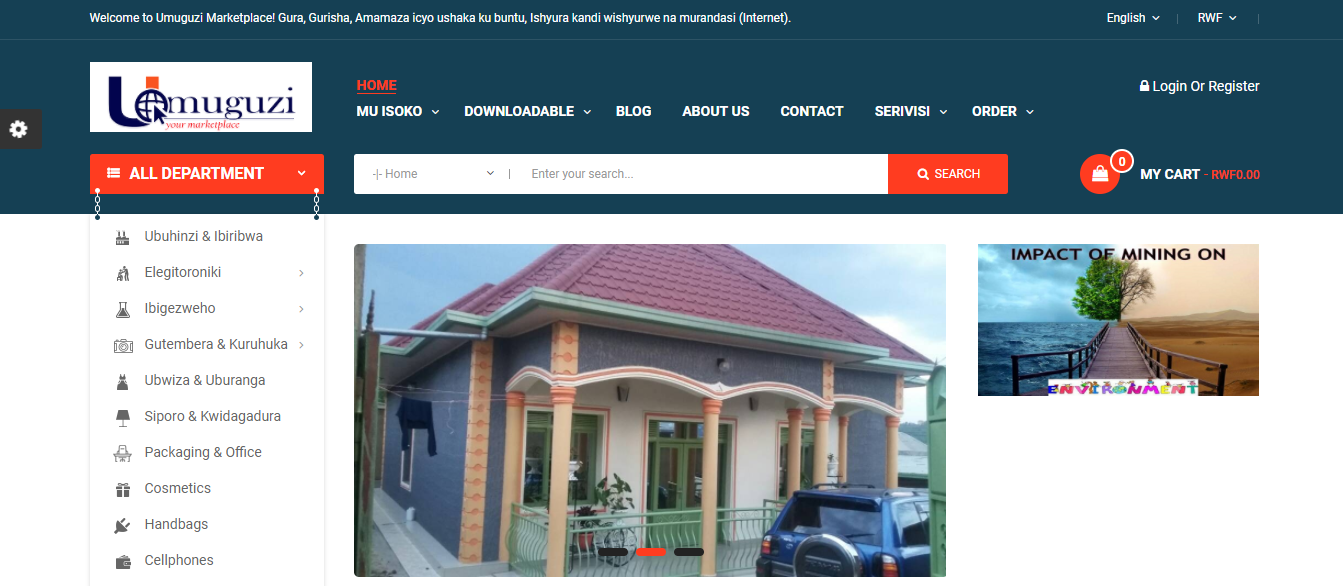 Welcome to Umuguzi Marketplace! Gura, Gurisha, Amamaza icyo ushaka ku buntu, Ishyura kandi wishyurwe na murandasi (Internet).
English
RWF
Umuguzi
your marketplace
HOME
MU ISOKO
DOWNLOADABLE
BLOG
ABOUT US
CONTACT
SERIVISI
ORDER
Login Or Register
ALL DEPARTMENT
-|- Home
Enter your search...
SEARCH
0
MY CART - RWF0.00
Ubuhinzi & Ibiribwa
Elegitoroniki
Ibigezweho
Gutembera & Kuruhuka
Ubwiza & Uburanga
Siporo & Kwidagadura
Packaging & Office
Cosmetics
Handbags
Cellphones
IMPACT OF MINING ON
ENVIRONMENT